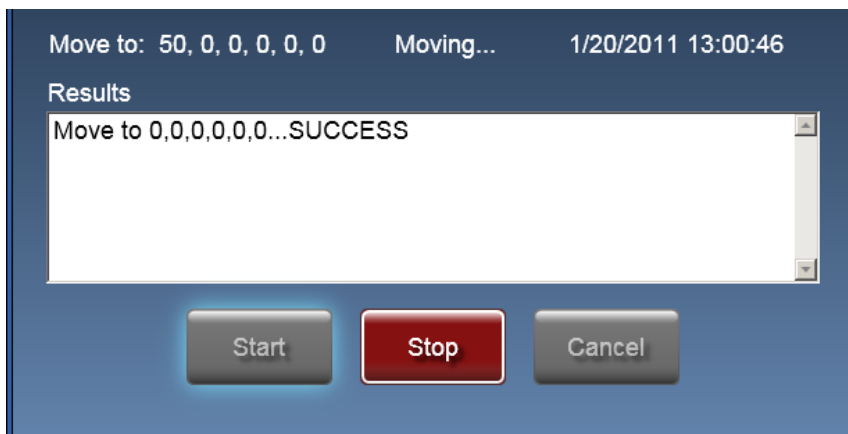 Move to: 50, 0, 0, 0, 0, 0 Moving... 1/20/2011 13:00:46
Results
Move to 0,0,0,0,0,0...SUCCESS
Start Stop Cancel